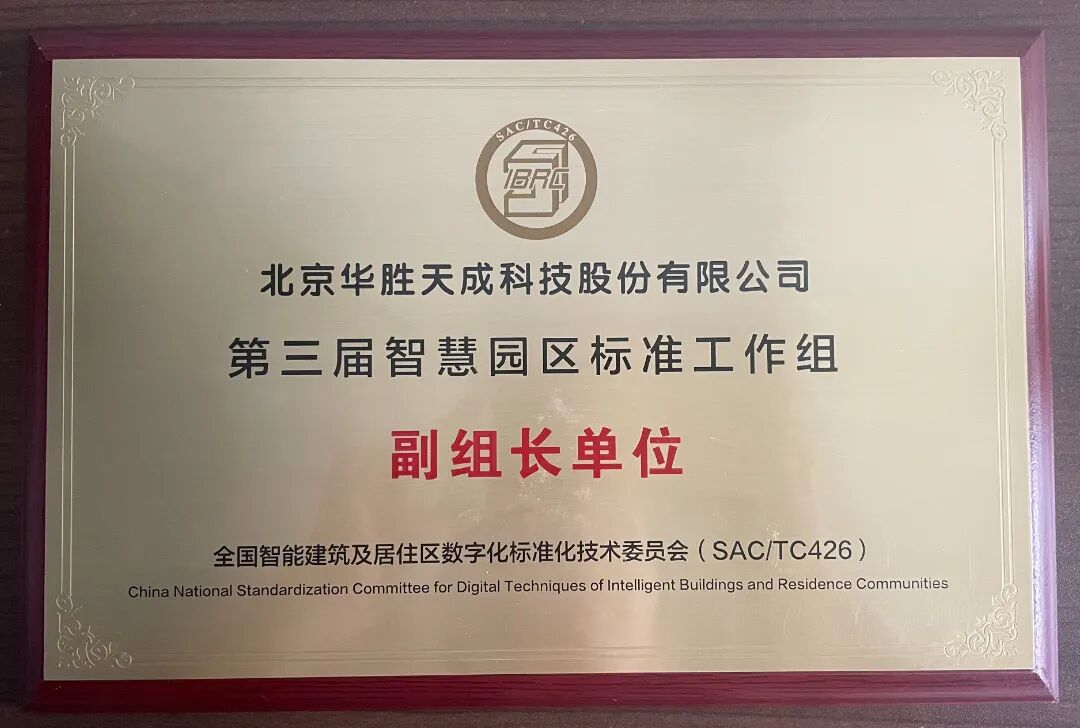 SAC/TC426
IBRC
北京华胜天成科技股份有限公司
第三届智慧园区标准工作组
副组长单位
全国智能建筑及居住区数字化标准化技术委员会（SAC/TC426）
China National Standardization Committee for Digital Techniques of Intelligent Buildings and Residence Communities